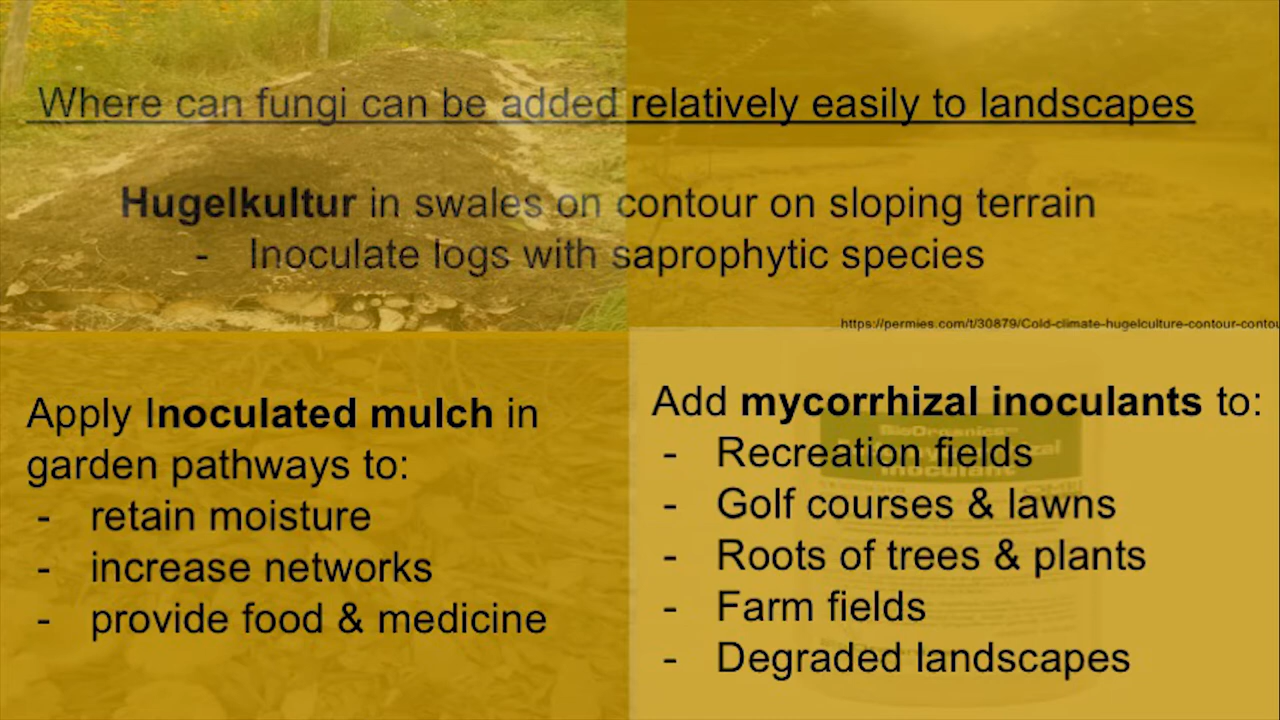 Where can fungi can be added relatively easily to landscapes
Hugelkultur in swales on contour on sloping terrain
- Inoculate logs with saprophytic species
https://permies.com/t/30879/Cold-climate-hugelculture-contour-contou
Apply Inoculated mulch in
garden pathways to:
- retain moisture
- increase networks
- provide food & medicine
Add mycorrhizal inoculants to:
- Recreation fields
- Golf courses & lawns
- Roots of trees & plants
- Farm fields
- Degraded landscapes
BioOrganics
Inoculant